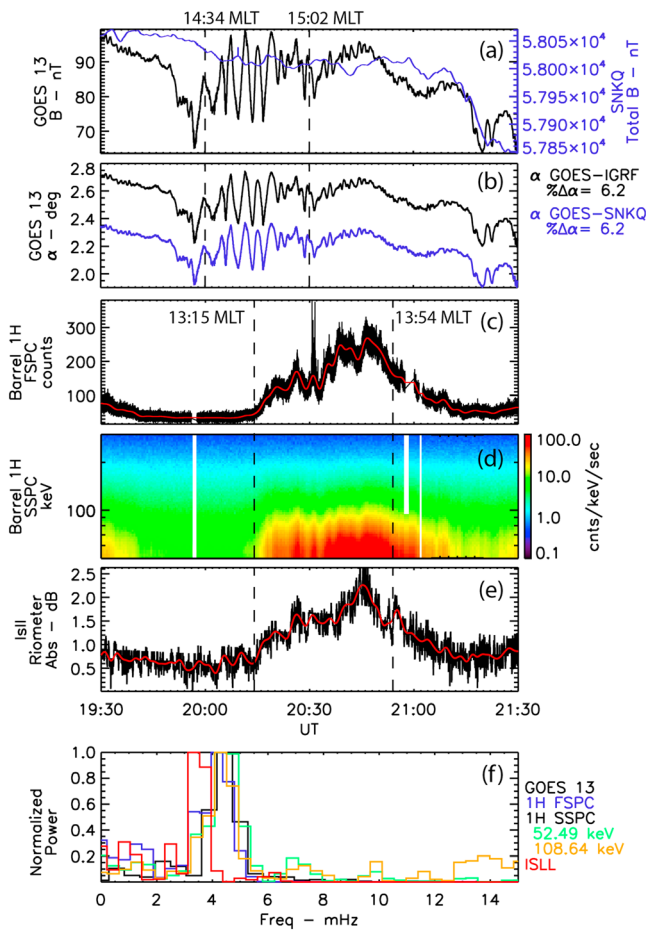 14:34 MLT 15:02 MLT
(a)
GOES 13
B - nT
90
80
70
5.805×10⁴
5.800×10⁴
5.795×10⁴
5.790×10⁴
5.785×10⁴
SNKQ
Total B - nT
(b)
GOES 13
α - deg
2.8
2.6
2.4
2.2
2.0
α GOES-IGRF
%Δα= 6.2
α GOES-SNKQ
%Δα= 6.2
13:15 MLT 13:54 MLT (c)
Barrel 1H
FSPC
counts
300
200
100
(d)
Barrel 1H
SSPC
keV
100
100.0
10.0
1.0
0.1
cnts/keV/sec
(e)
Isll
Riometer
Abs - dB
2.5
2.0
1.5
1.0
0.5
19:30 20:00 20:30 21:00 21:30
UT
(f)
Normalized
Power
1.0
0.8
0.6
0.4
0.2
0 2 4 6 8 10 12 14
Freq - mHz
GOES 13
1H FSPC
1H SSPC
52.49 keV
108.64 keV
ISLL